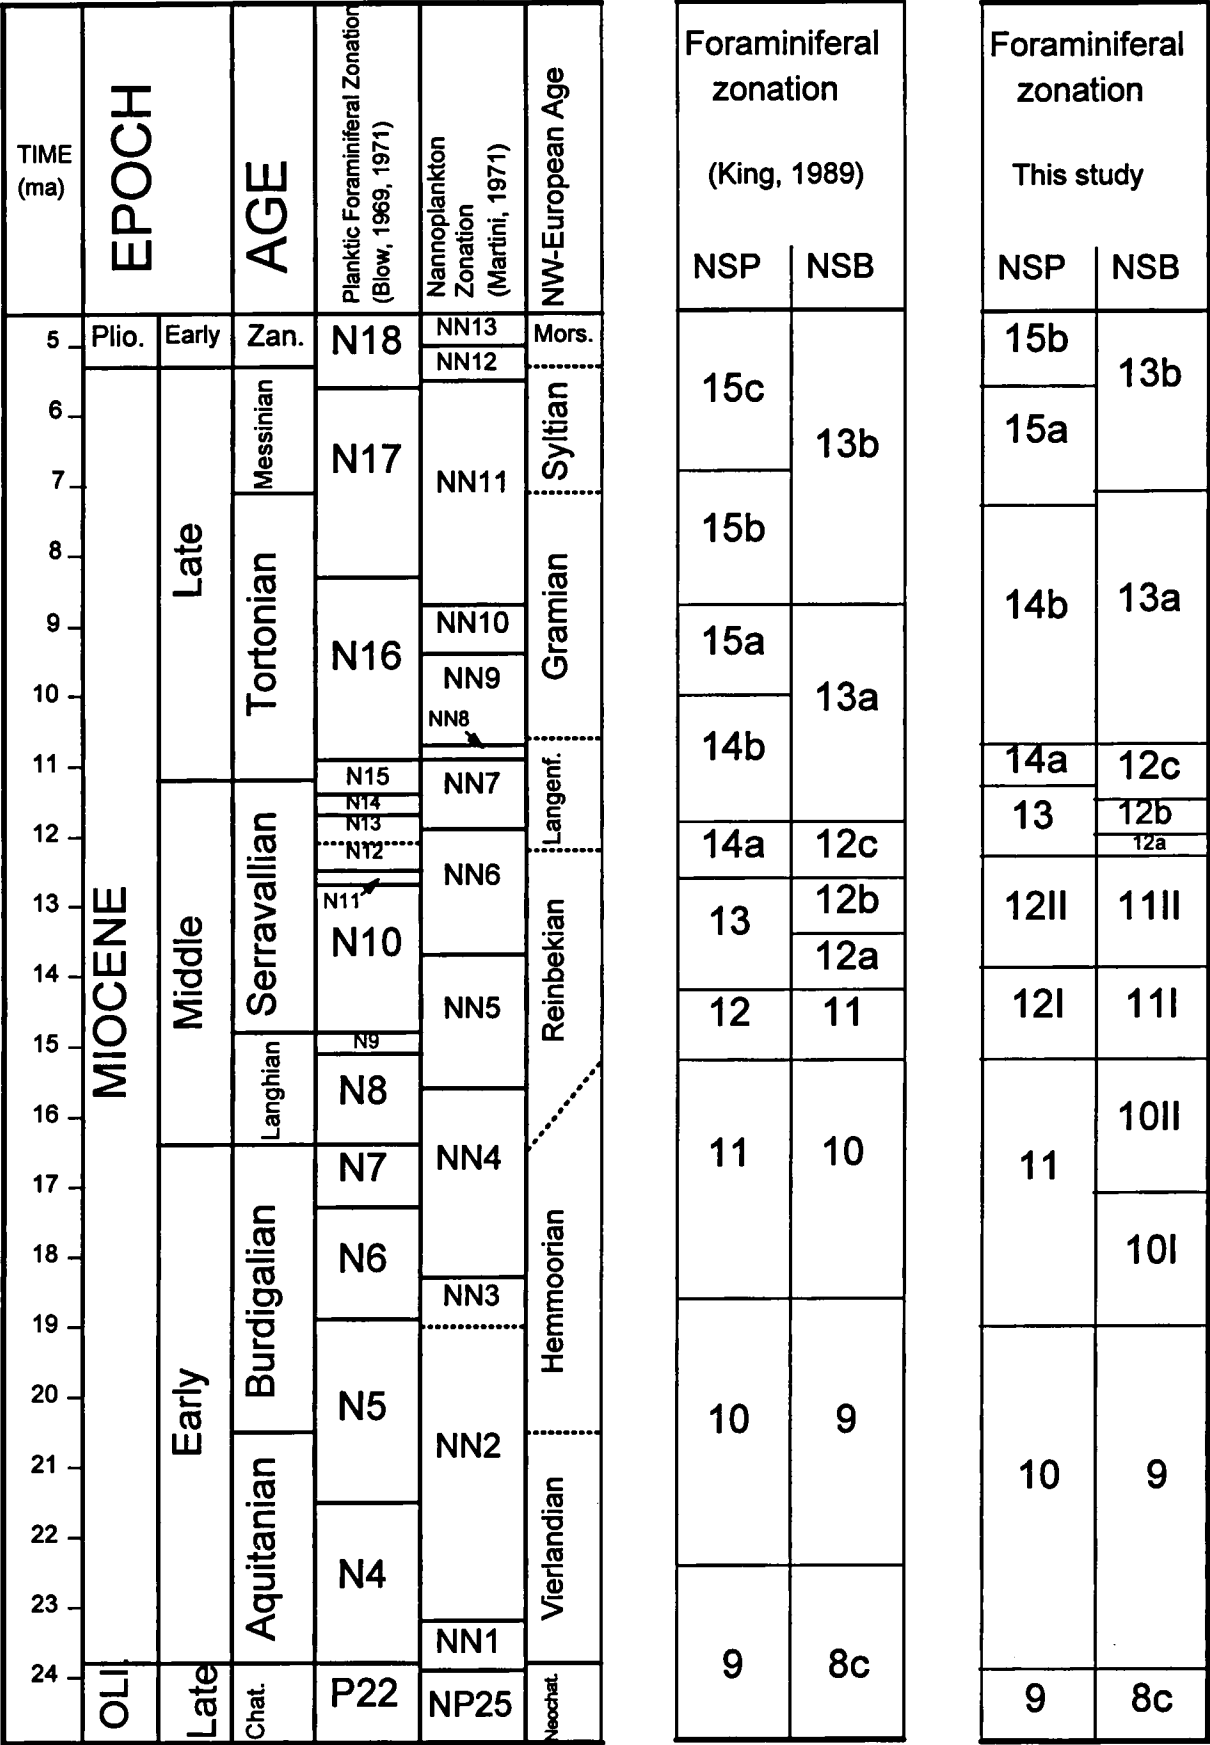 TIME
(ma)
EPOCH
AGE
Planktic Foraminiferal Zonation
(Blow, 1969, 1971)
Nannoplankton
Zonation
(Martini, 1971)
NW-European Age
Foraminiferal
zonation
(King, 1989)
NSP
NSB
Foraminiferal
zonation
This study
NSP
NSB
5
6
7
8
9
10
11
12
13
14
15
16
17
18
19
20
21
22
23
24
Plio.
MIOCENE
OLI.
Early
Late
Middle
Early
Late
Zan.
Messinian
Tortonian
Serravallian
Langhian
Burdigalian
Aquitanian
Chat.
N18
N17
N16
N15
N14
N13
N12
N11
N10
N9
N8
N7
N6
N5
N4
P22
NN13
NN12
NN11
NN10
NN9
NN8
NN7
NN6
NN5
NN4
NN3
NN2
NN1
NP25
Mors.
Syltian
Gramian
Langenf.
Reinbekian
Hemmoorian
Vierlandian
Neochat.
15c
15b
15a
14b
14a
13
12
11
10
9
13b
13a
12c
12b
12a
11
10
9
8c
15b
15a
14b
14a
13
12II
12I
11
10
9
13b
13a
12c
12b
12a
11II
11I
10II
10I
9
8c